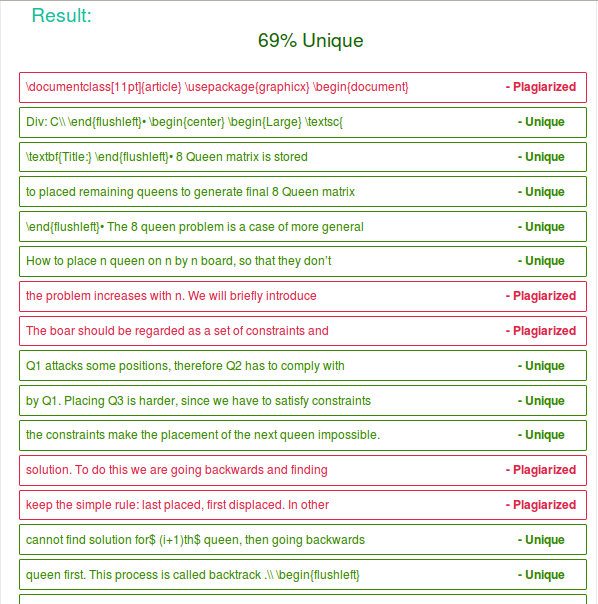 Result:
69% Unique
\documentclass[11pt]{article} \usepackage{graphicx} \begin{document} - Plagiarized
Div: C\\ \end{flushleft}• \begin{center} \begin{Large} \textsc{ - Unique
\textbf{Title:} \end{flushleft}• 8 Queen matrix is stored - Unique
to placed remaining queens to generate final 8 Queen matrix - Unique
\end{flushleft}• The 8 queen problem is a case of more general - Unique
How to place n queen on n by n board, so that they don’t - Unique
the problem increases with n. We will briefly introduce - Plagiarized
The boar should be regarded as a set of constraints and - Plagiarized
Q1 attacks some positions, therefore Q2 has to comply with - Unique
by Q1. Placing Q3 is harder, since we have to satisfy constraints - Unique
the constraints make the placement of the next queen impossible. - Unique
solution. To do this we are going backwards and finding - Plagiarized
keep the simple rule: last placed, first displaced. In other - Plagiarized
cannot find solution for$ (i+1)th$ queen, then going backwards - Unique
queen first. This process is called backtrack .\\ \begin{flushleft} - Unique